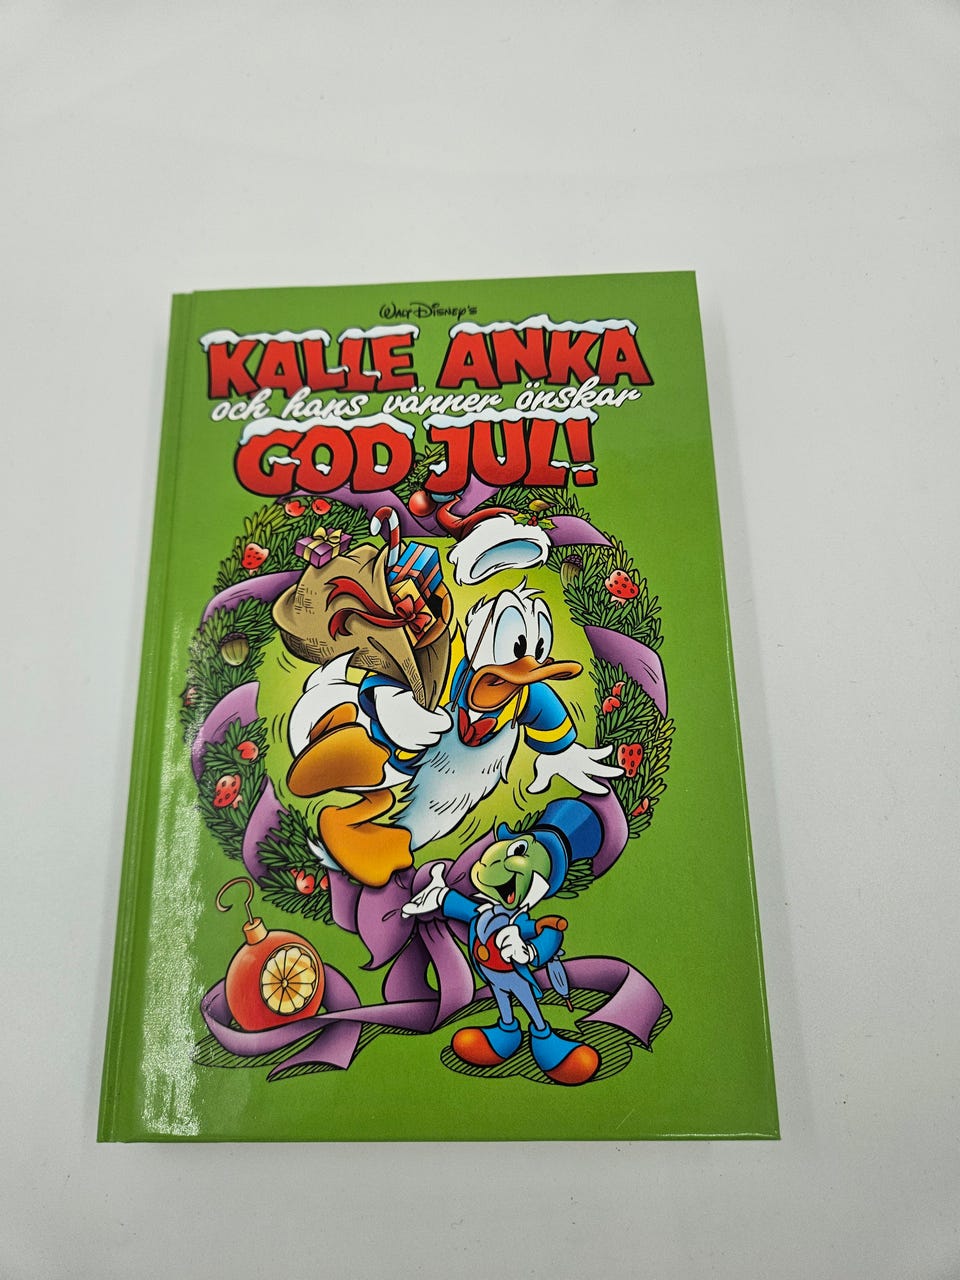 WALT DISNEY'S
KALLE ANKA
och hans vänner önskar
GOD JUL!